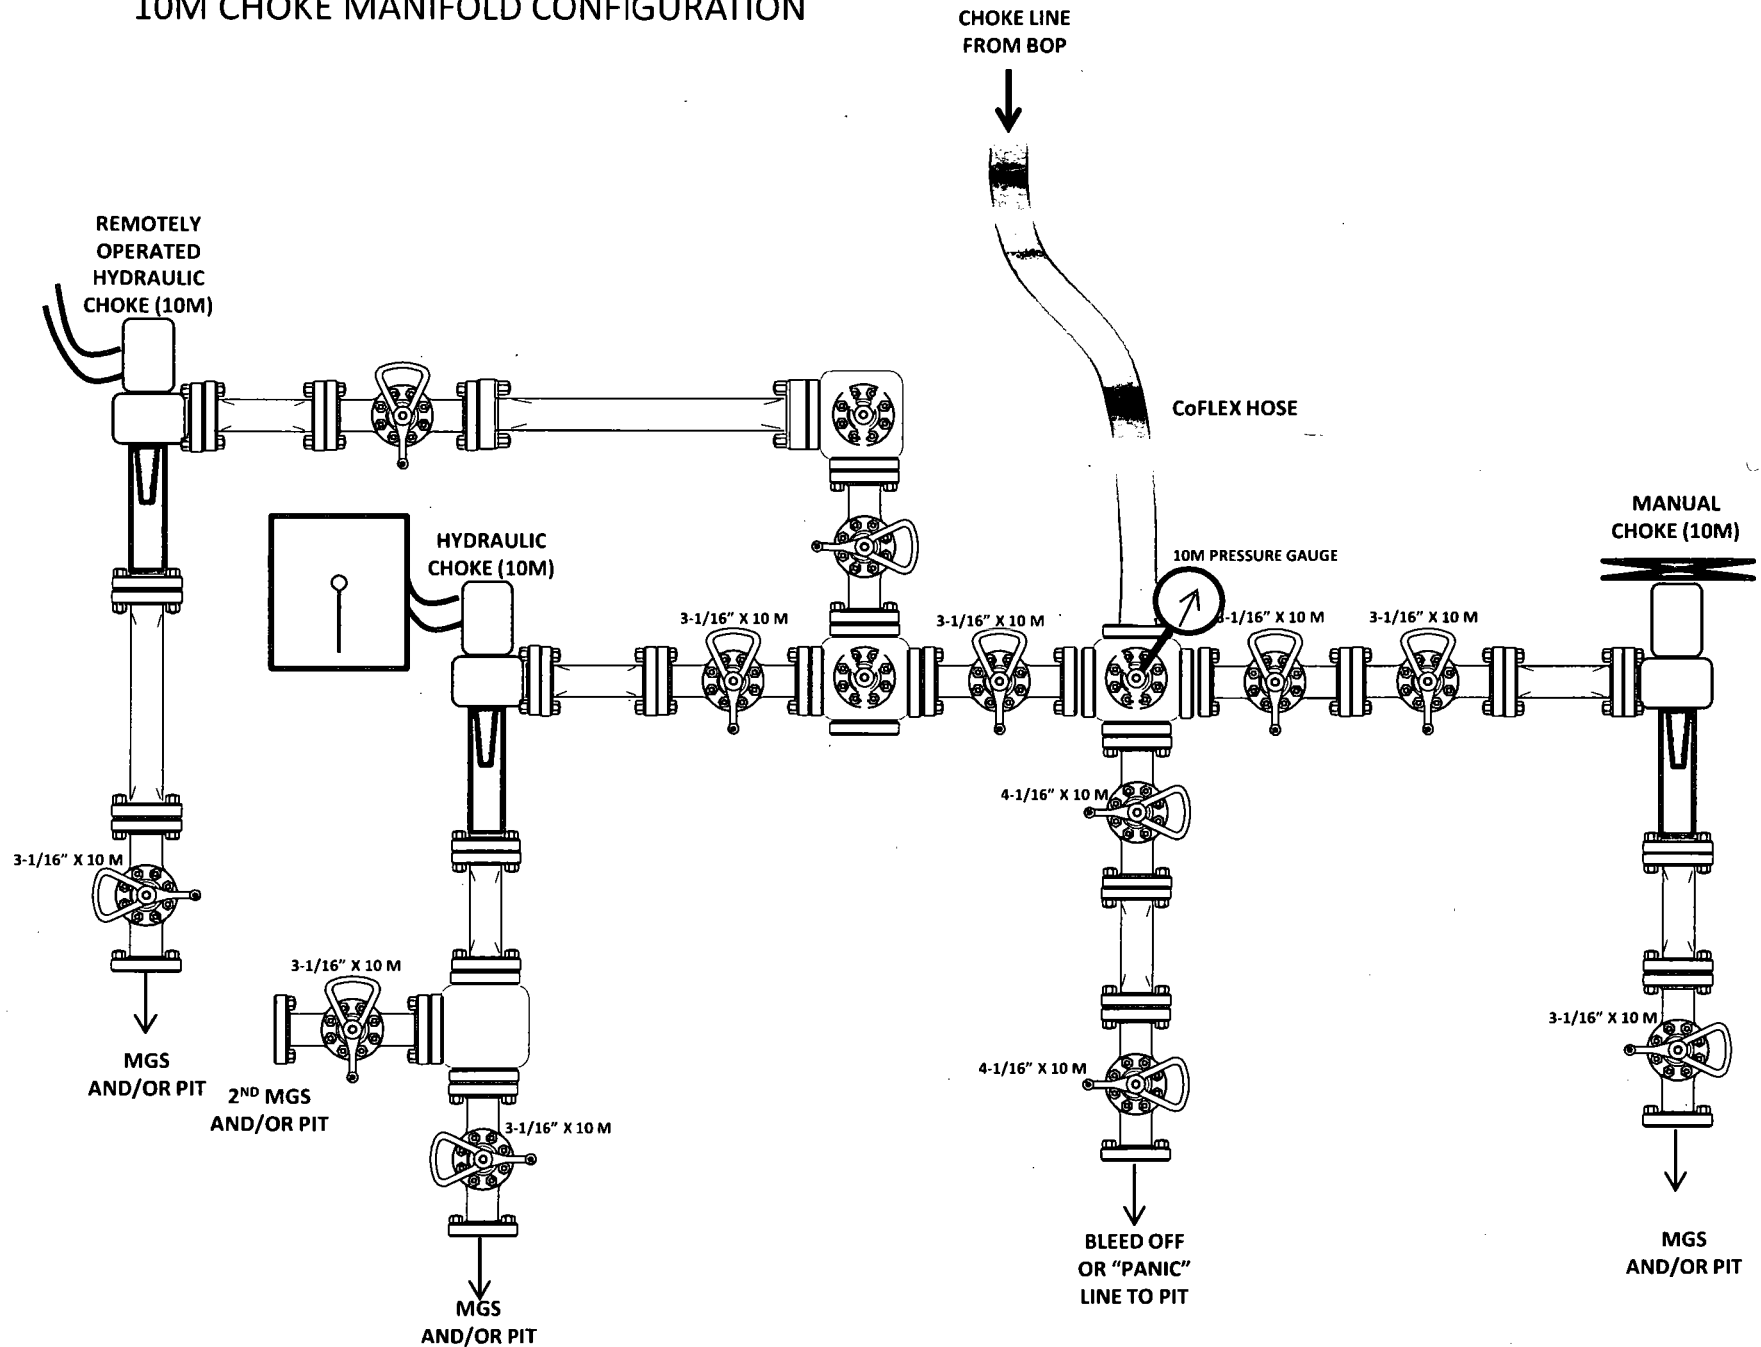 10M CHOKE MANIFOLD CONFIGURATION
CHOKE LINE
FROM BOP
REMOTELY
OPERATED
HYDRAULIC
CHOKE (10M)
CoFLEX HOSE
MANUAL
CHOKE (10M)
HYDRAULIC
CHOKE (10M)
10M PRESSURE GAUGE
3-1/16” X 10 M
3-1/16” X 10 M
3-1/16” X 10 M
3-1/16” X 10 M
4-1/16” X 10 M
3-1/16” X 10 M
3-1/16” X 10 M
3-1/16” X 10 M
4-1/16” X 10 M
MGS
AND/OR PIT
2ND MGS
AND/OR PIT
3-1/16” X 10 M
BLEED OFF
OR “PANIC”
LINE TO PIT
MGS
AND/OR PIT
MGS
AND/OR PIT